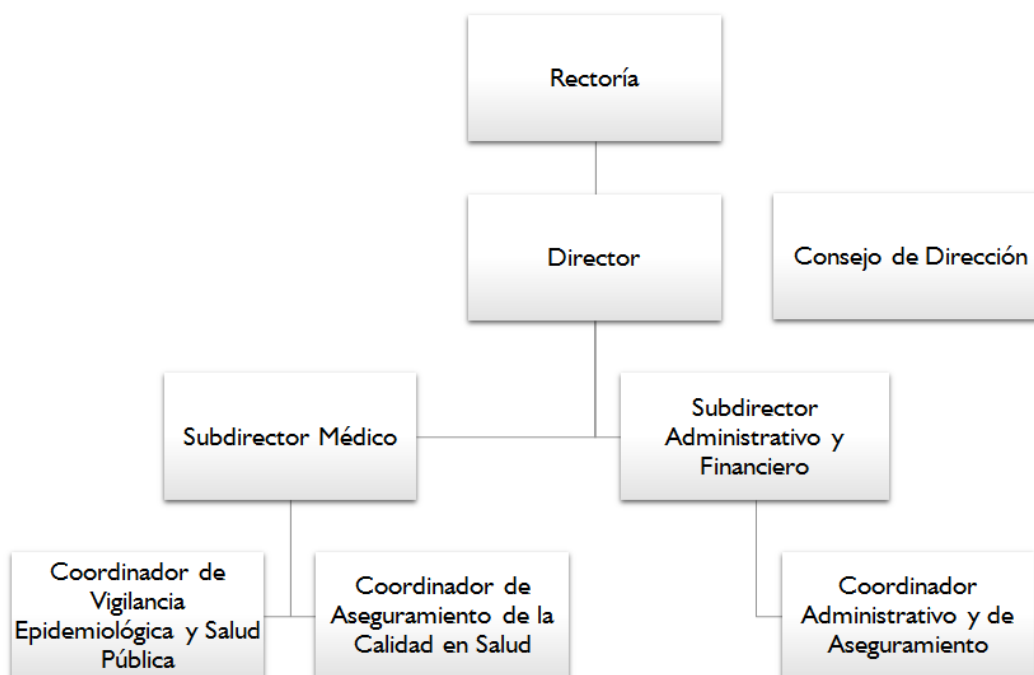 Rectoría
Director
Consejo de Dirección
Subdirector Médico
Subdirector
Administrativo y
Financiero
Coordinador de
Vigilancia
Epidemiológica y Salud
Pública
Coordinador de
Aseguramiento de la
Calidad en Salud
Coordinador
Administrativo y de
Aseguramiento